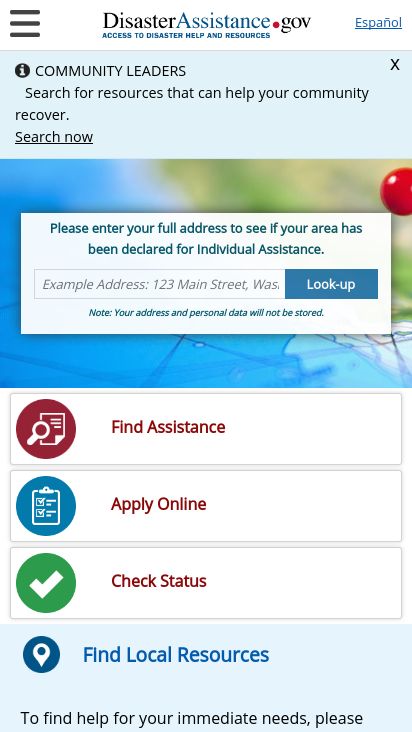 DisasterAssistance.gov
ACCESS TO DISASTER HELP AND RESOURCES
Español
COMMUNITY LEADERS
X
Search for resources that can help your community
recover.
Search now
Please enter your full address to see if your area has
been declared for Individual Assistance.
Example Address: 123 Main Street, Was
Look-up
Note: Your address and personal data will not be stored.
Find Assistance
Apply Online
Check Status
Find Local Resources
To find help for your immediate needs, please